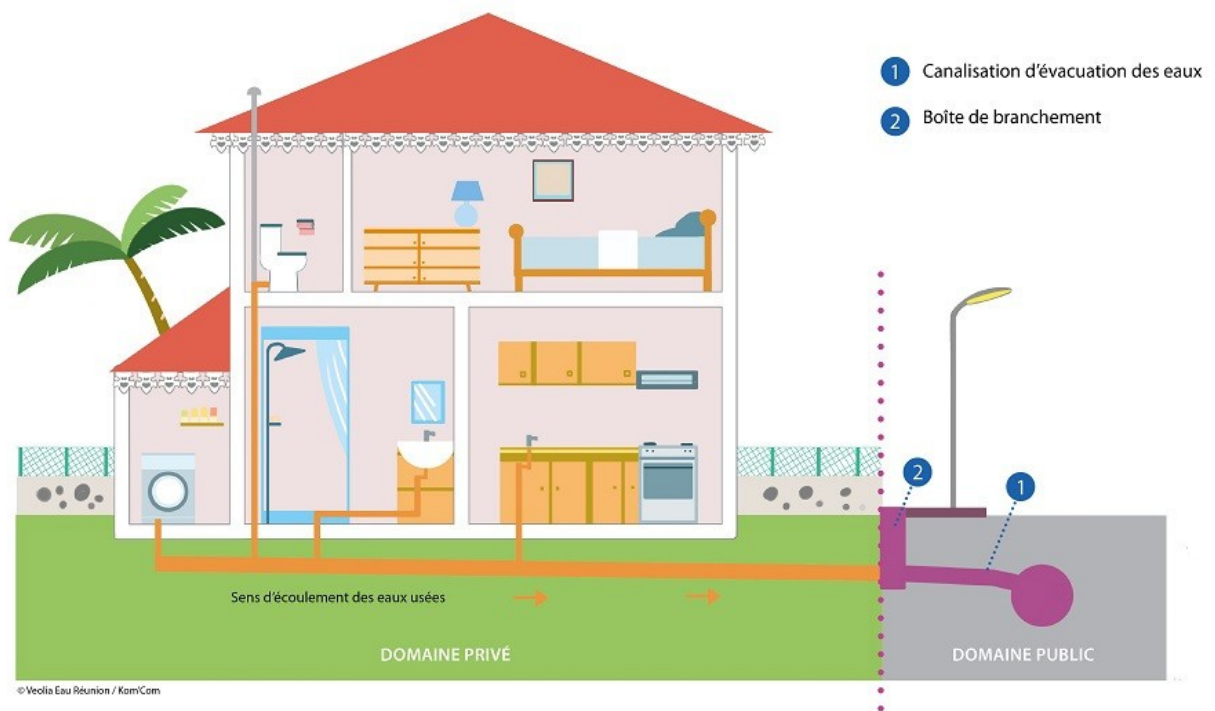 1 Canalisation d'évacuation des eaux
2 Boîte de branchement
2
1
Sens d'écoulement des eaux usées
DOMAINE PRIVÉ
DOMAINE PUBLIC
© Veolia Eau Réunion / Kom'Com